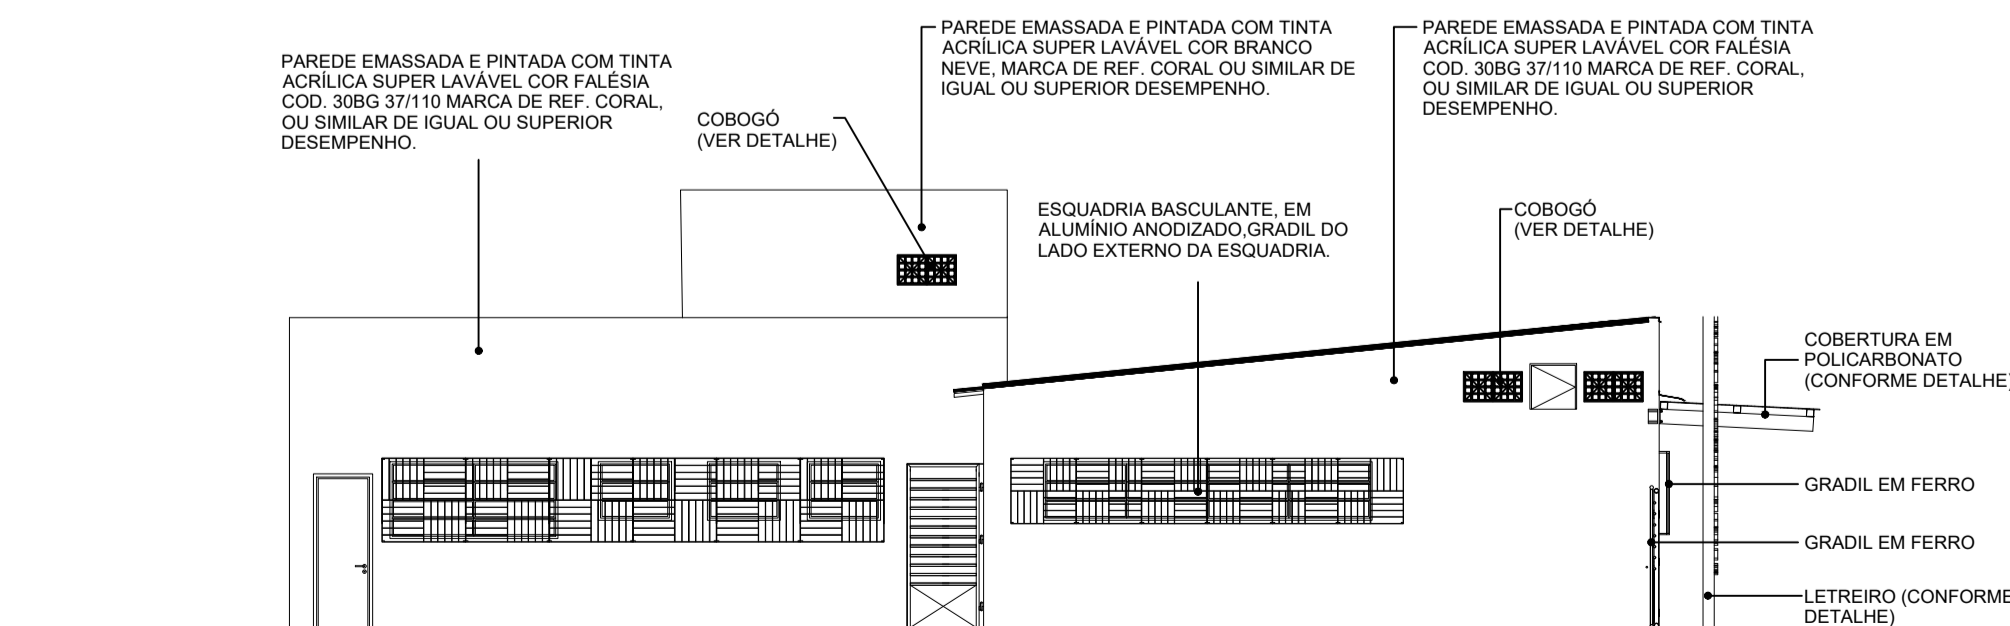 PAREDE EMASSADA E PINTADA COM TINTA
ACRÍLICA SUPER LAVÁVEL COR FALÉSIA
COD. 30BG 37/110 MARCA DE REF. CORAL,
OU SIMILAR DE IGUAL OU SUPERIOR
DESEMPENHO.
COBOGÓ
(VER DETALHE)
PAREDE EMASSADA E PINTADA COM TINTA
ACRÍLICA SUPER LAVÁVEL COR BRANCO
NEVE, MARCA DE REF. CORAL OU SIMILAR DE
IGUAL OU SUPERIOR DESEMPENHO.
PAREDE EMASSADA E PINTADA COM TINTA
ACRÍLICA SUPER LAVÁVEL COR FALÉSIA
COD. 30BG 37/110 MARCA DE REF. CORAL,
OU SIMILAR DE IGUAL OU SUPERIOR
DESEMPENHO.
ESQUADRIA BASCULANTE, EM
ALUMÍNIO ANODIZADO,GRADIL DO
LADO EXTERNO DA ESQUADRIA.
COBOGÓ
(VER DETALHE)
COBERTURA EM
POLICARBONATO
(CONFORME DETALHE)
GRADIL EM FERRO
GRADIL EM FERRO
LETREIRO (CONFORME
DETALHE)